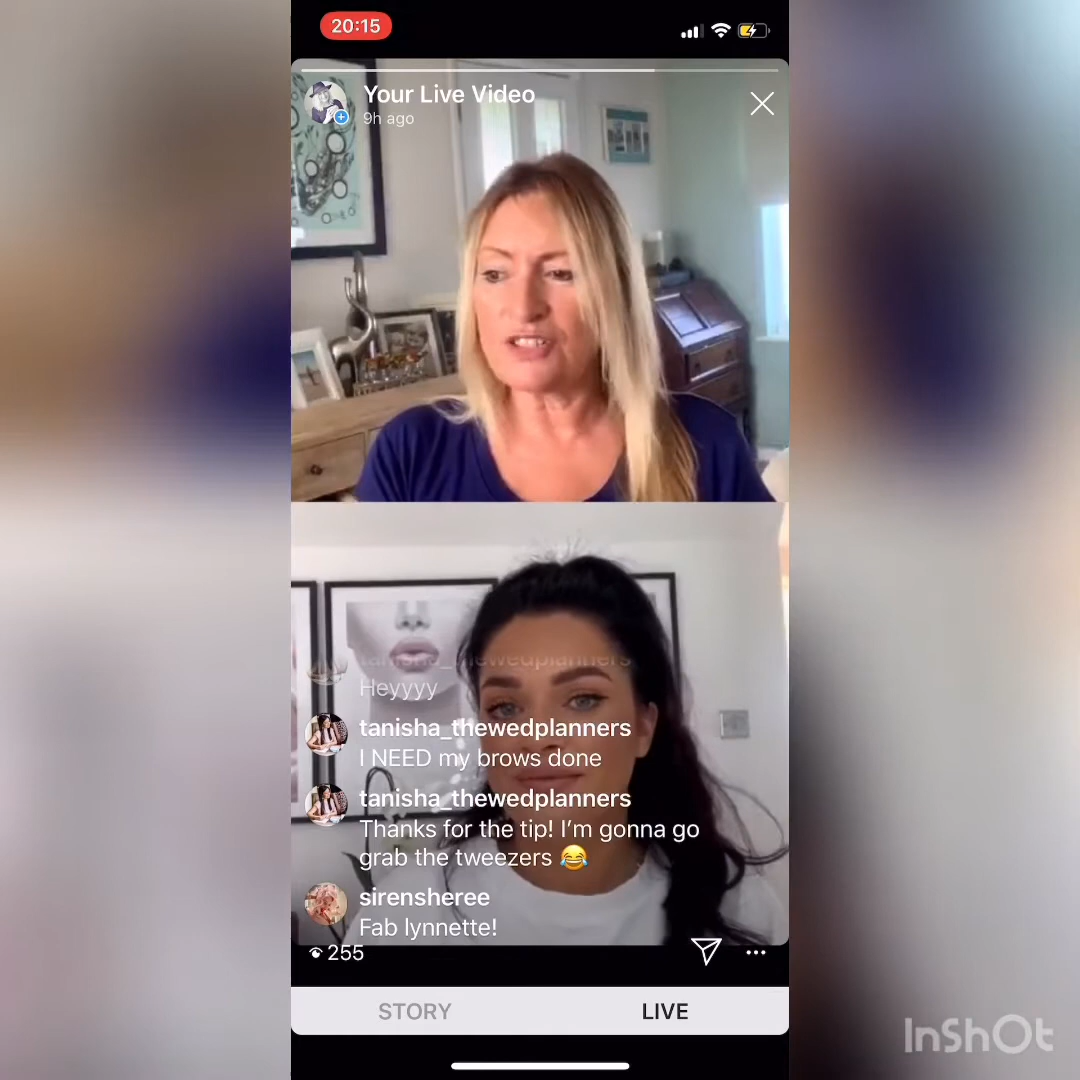 20:15
Your Live Video
9h ago
tanisha_thewedplanners
Heyyyy
tanisha_thewedplanners
I NEED my brows done
tanisha_thewedplanners
Thanks for the tip! I'm gonna go
grab the tweezers 😂
sirensheree
Fab lynnette!
255
STORY
LIVE
InShOt